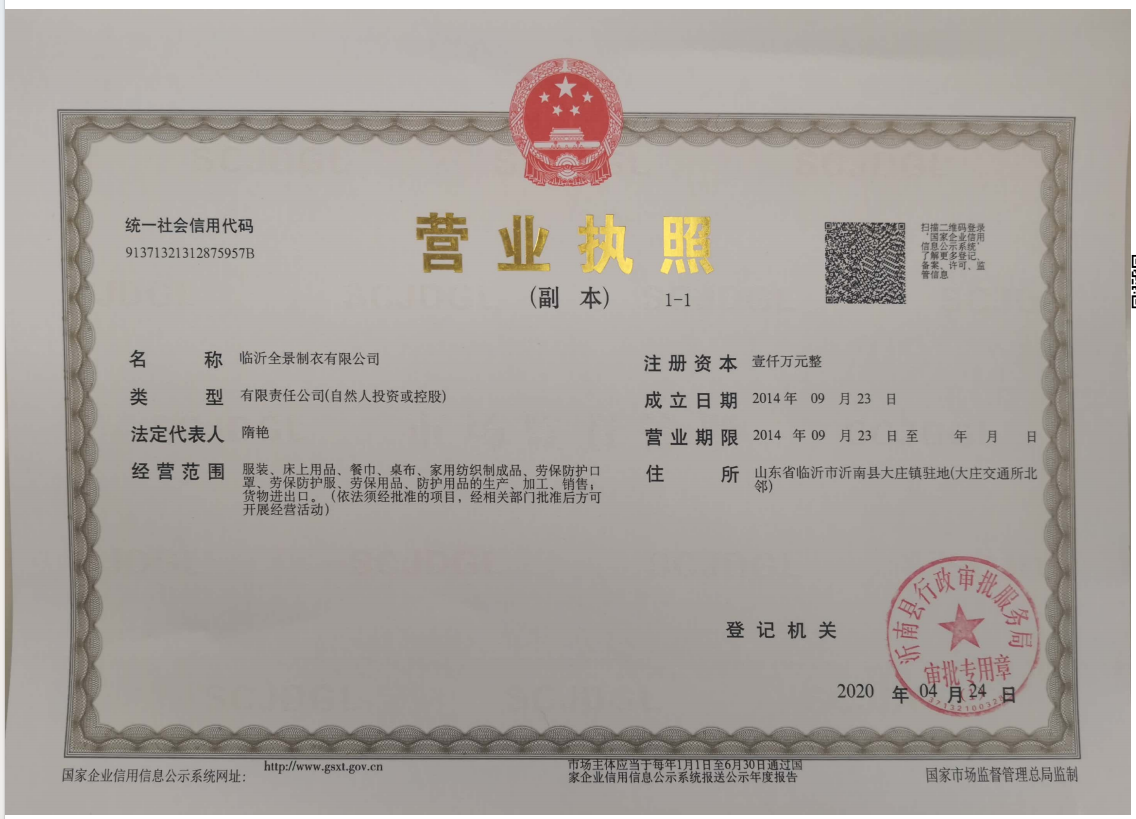 统一社会信用代码
91371321312875957B
营业执照
(副 本) 1-1
扫描二维码登录
“国家企业信用
信息公示系统”
了解更多登记、
备案、许可、监
管信息
名 称 临沂全景制衣有限公司
类 型 有限责任公司(自然人投资或控股)
法定代表人 隋艳
经营范围 服装、床上用品、餐巾、桌布、家用纺织制成品、劳保防护口
罩、劳保防护服、劳保用品、防护用品的生产、加工、销售;
货物进出口。(依法须经批准的项目,经相关部门批准后方可
开展经营活动)
注册资本 壹仟万元整
成立日期 2014年 09 月 23 日
营业期限 2014 年 09 月 23 日 至 年 月 日
住 所 山东省临沂市沂南县大庄镇驻地(大庄交通所北
邻)
登记机关
沂南县行政审批服务局
审批专用章
2020 年 04 月 24 日
国家企业信用信息公示系统网址: http://www.gsxt.gov.cn
市场主体应当于每年1月1日至6月30日通过国
家企业信用信息公示系统报送公示年度报告
国家市场监督管理总局监制